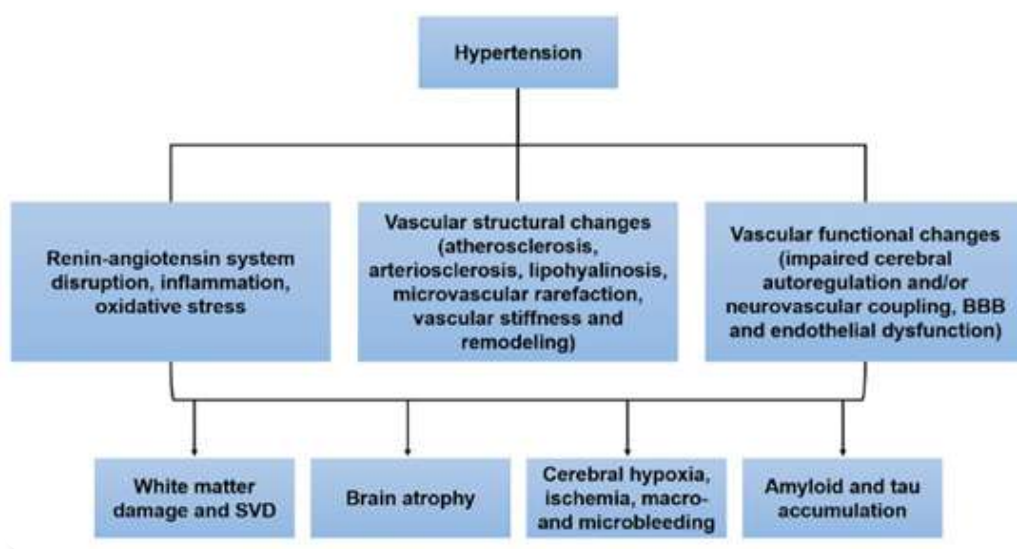 Hypertension
Renin-angiotensin system
disruption, inflammation,
oxidative stress
Vascular structural changes
(atherosclerosis,
arteriosclerosis, lipohyalinosis,
microvascular rarefaction,
vascular stiffness and
remodeling)
Vascular functional changes
(impaired cerebral
autoregulation and/or
neurovascular coupling, BBB
and endothelial dysfunction)
White matter
damage and SVD
Brain atrophy
Cerebral hypoxia,
ischemia, macro-
and microbleeding
Amyloid and tau
accumulation